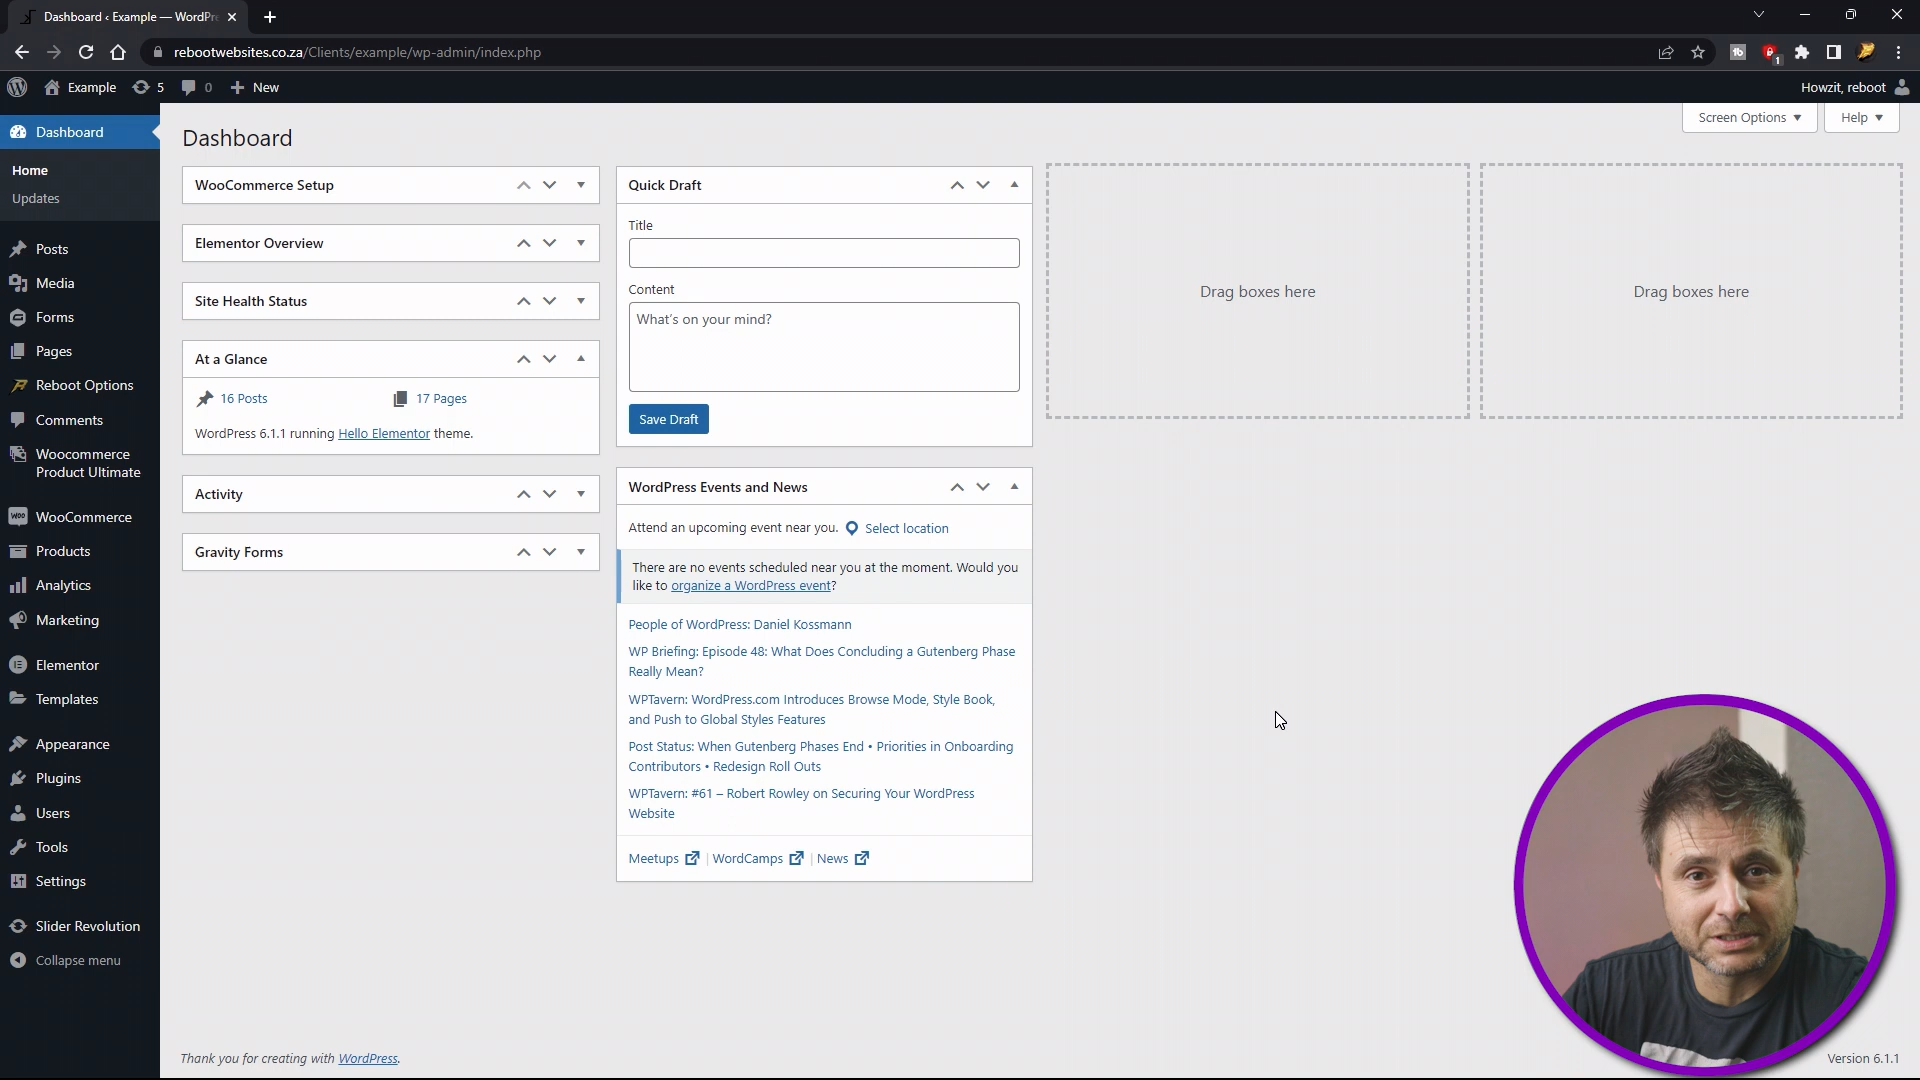 Dashboard ‹ Example — WordPre
rebootwebsites.co.za/Clients/example/wp-admin/index.php
1
Example
5
0
New
Howzit, reboot
Dashboard
Home
Updates
Posts
Media
Forms
Pages
Reboot Options
Comments
Woocommerce
Product Ultimate
WooCommerce
Products
Analytics
Marketing
Elementor
Templates
Appearance
Plugins
Users
Tools
Settings
Slider Revolution
Collapse menu
Screen Options
Help
Dashboard
WooCommerce Setup
Elementor Overview
Site Health Status
At a Glance
16 Posts
17 Pages
WordPress 6.1.1 running Hello Elementor theme.
Activity
Gravity Forms
Quick Draft
Title
Content
What's on your mind?
Save Draft
WordPress Events and News
Attend an upcoming event near you. Select location
There are no events scheduled near you at the moment. Would you
like to organize a WordPress event?
People of WordPress: Daniel Kossmann
WP Briefing: Episode 48: What Does Concluding a Gutenberg Phase
Really Mean?
WPTavern: WordPress.com Introduces Browse Mode, Style Book,
and Push to Global Styles Features
Post Status: When Gutenberg Phases End • Priorities in Onboarding
Contributors • Redesign Roll Outs
WPTavern: #61 – Robert Rowley on Securing Your WordPress
Website
Meetups | WordCamps | News
Drag boxes here
Drag boxes here
Thank you for creating with WordPress.
Version 6.1.1